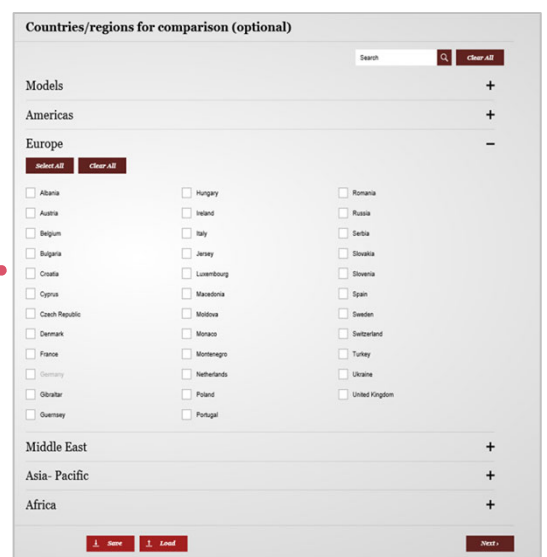 Countries/regions for comparison (optional)
Search
Clear All
Models
Americas
Europe
Select All Clear All
Albania Hungary Romania
Austria Ireland Russia
Belgium Italy Serbia
Bulgaria Jersey Slovakia
Croatia Luxembourg Slovenia
Cyprus Macedonia Spain
Czech Republic Moldova Sweden
Denmark Monaco Switzerland
France Montenegro Turkey
Germany Netherlands Ukraine
Gibraltar Poland United Kingdom
Guernsey Portugal
Middle East
Asia- Pacific
Africa
Save Load Next ›